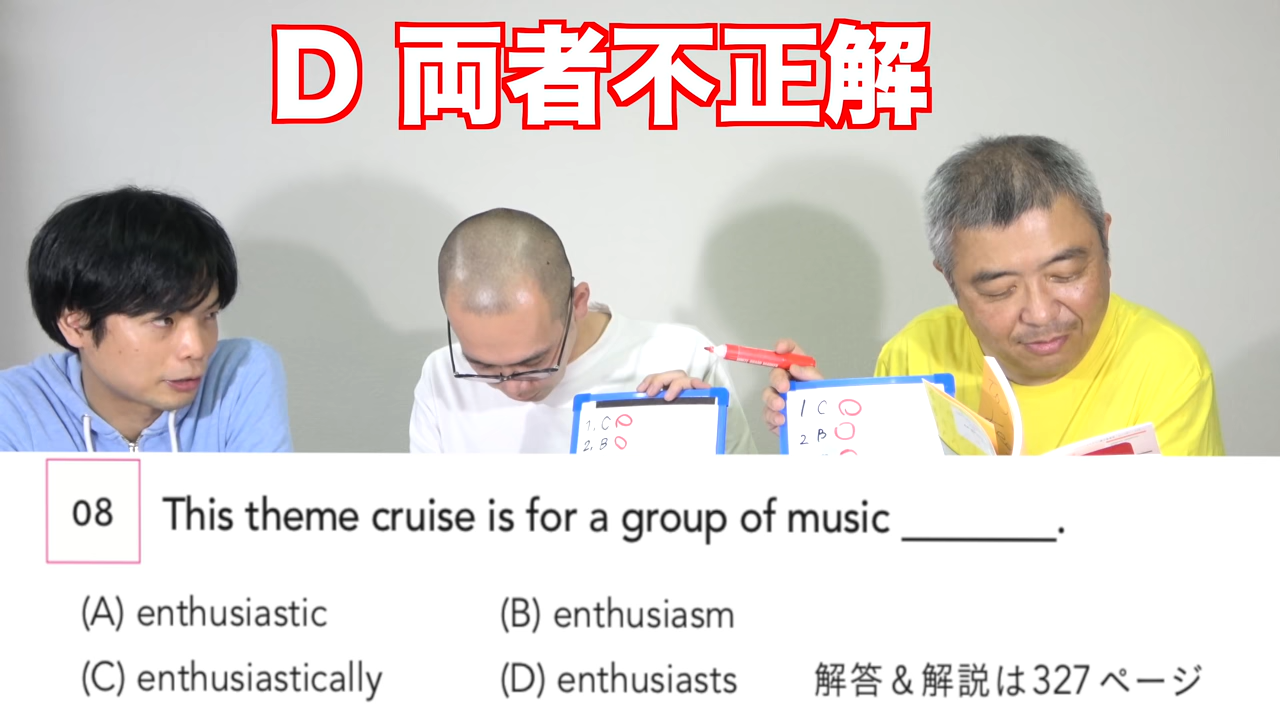 D 両者不正解
1. C
2. B
1 C
2 B
08 This theme cruise is for a group of music ________.
(A) enthusiastic (B) enthusiasm
(C) enthusiastically (D) enthusiasts 解答＆解説は327ページ